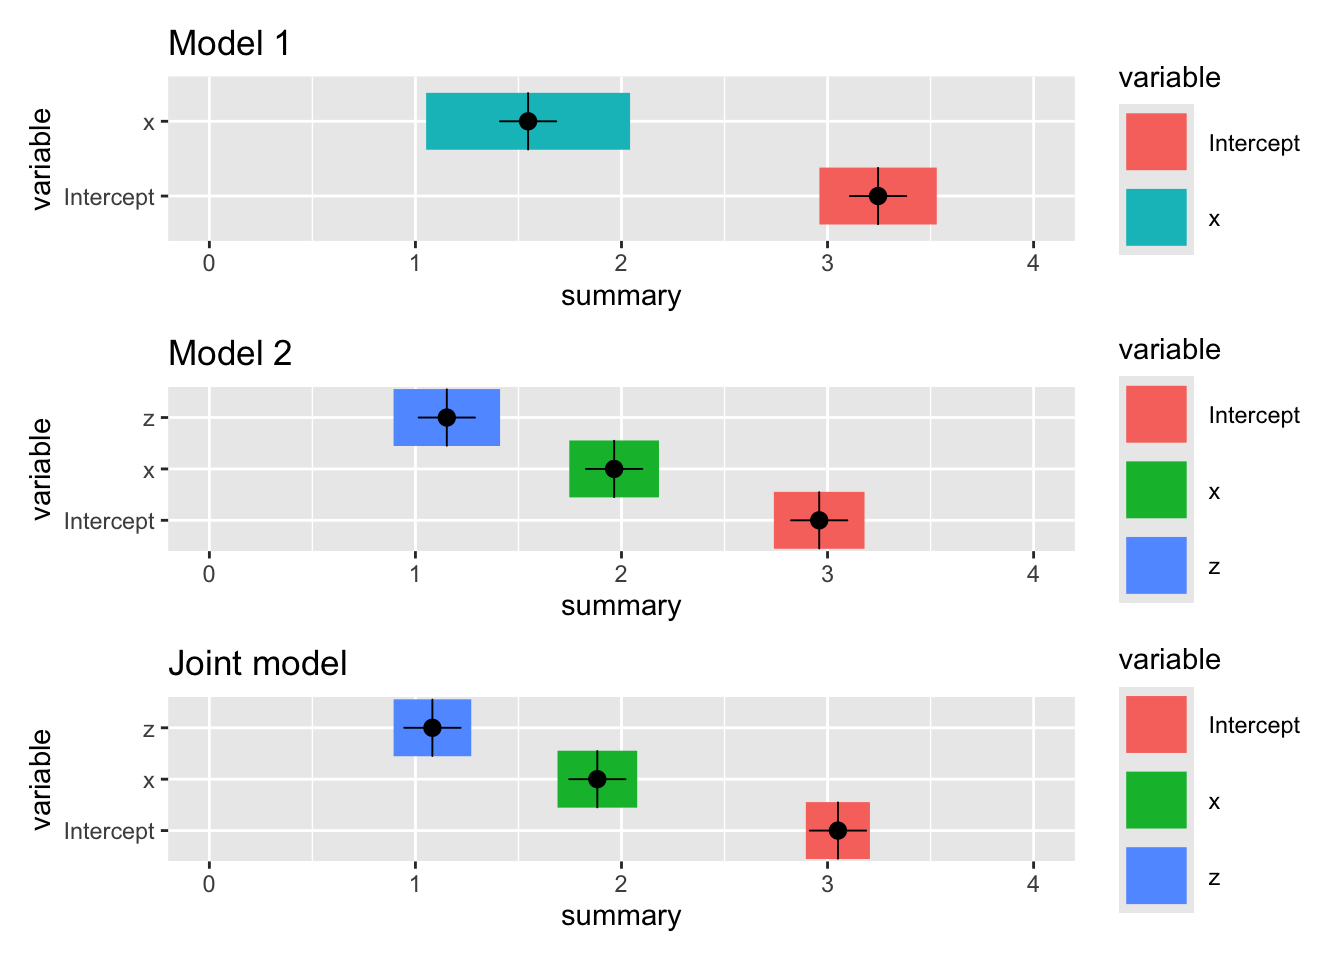 Model 1
variable
x
Intercept
0 1 2 3 4
summary
variable
Intercept
x
Model 2
variable
z
x
Intercept
0 1 2 3 4
summary
variable
Intercept
x
z
Joint model
variable
z
x
Intercept
0 1 2 3 4
summary
variable
Intercept
x
z